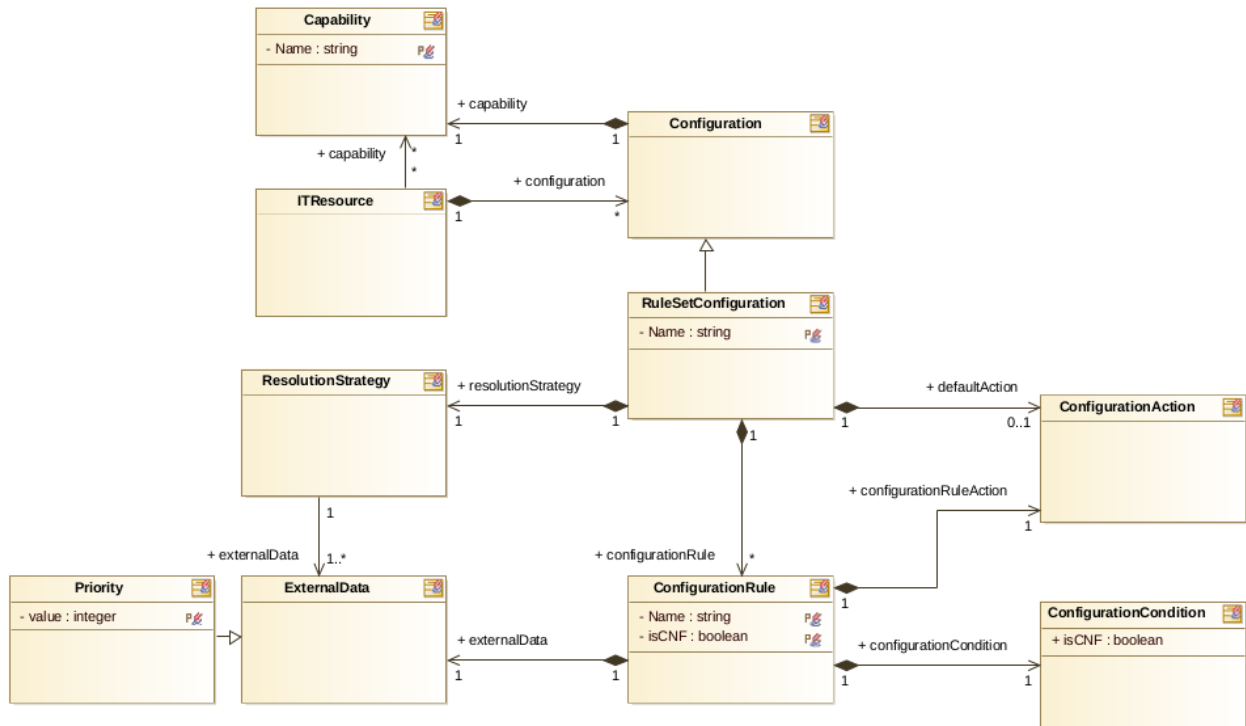 Capability
- Name : string
+ capability
1
1
Configuration
+ capability
*
*
ITResource
+ configuration
1
*
RuleSetConfiguration
- Name : string
ResolutionStrategy
+ resolutionStrategy
1
1
+ defaultAction
1
0..1
ConfigurationAction
1
+ configurationRuleAction
1
1
+ externalData
1..*
+ configurationRule
*
Priority
- value : integer
ExternalData
ConfigurationRule
- Name : string
- isCNF : boolean
1
+ externalData
1
1
+ configurationCondition
1
1
ConfigurationCondition
+ isCNF : boolean